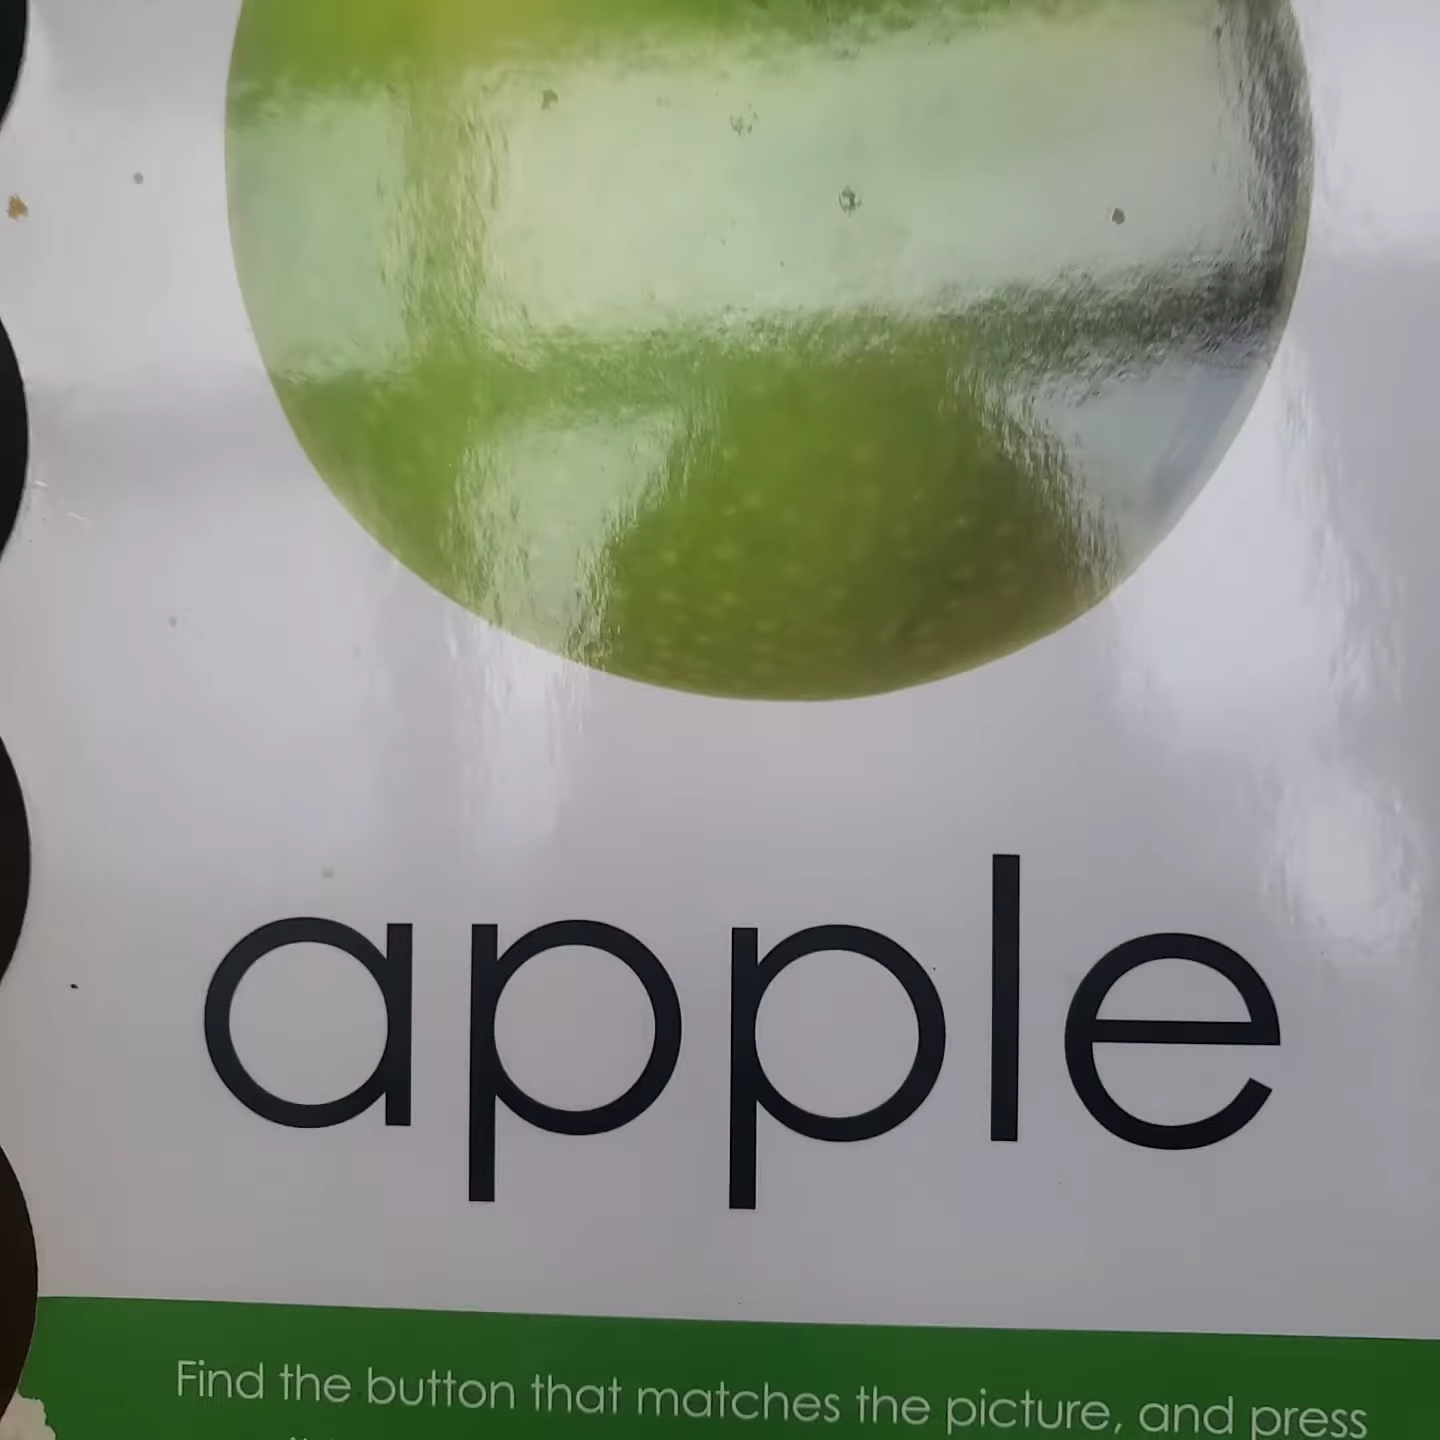 apple
Find the button that matches the picture, and press